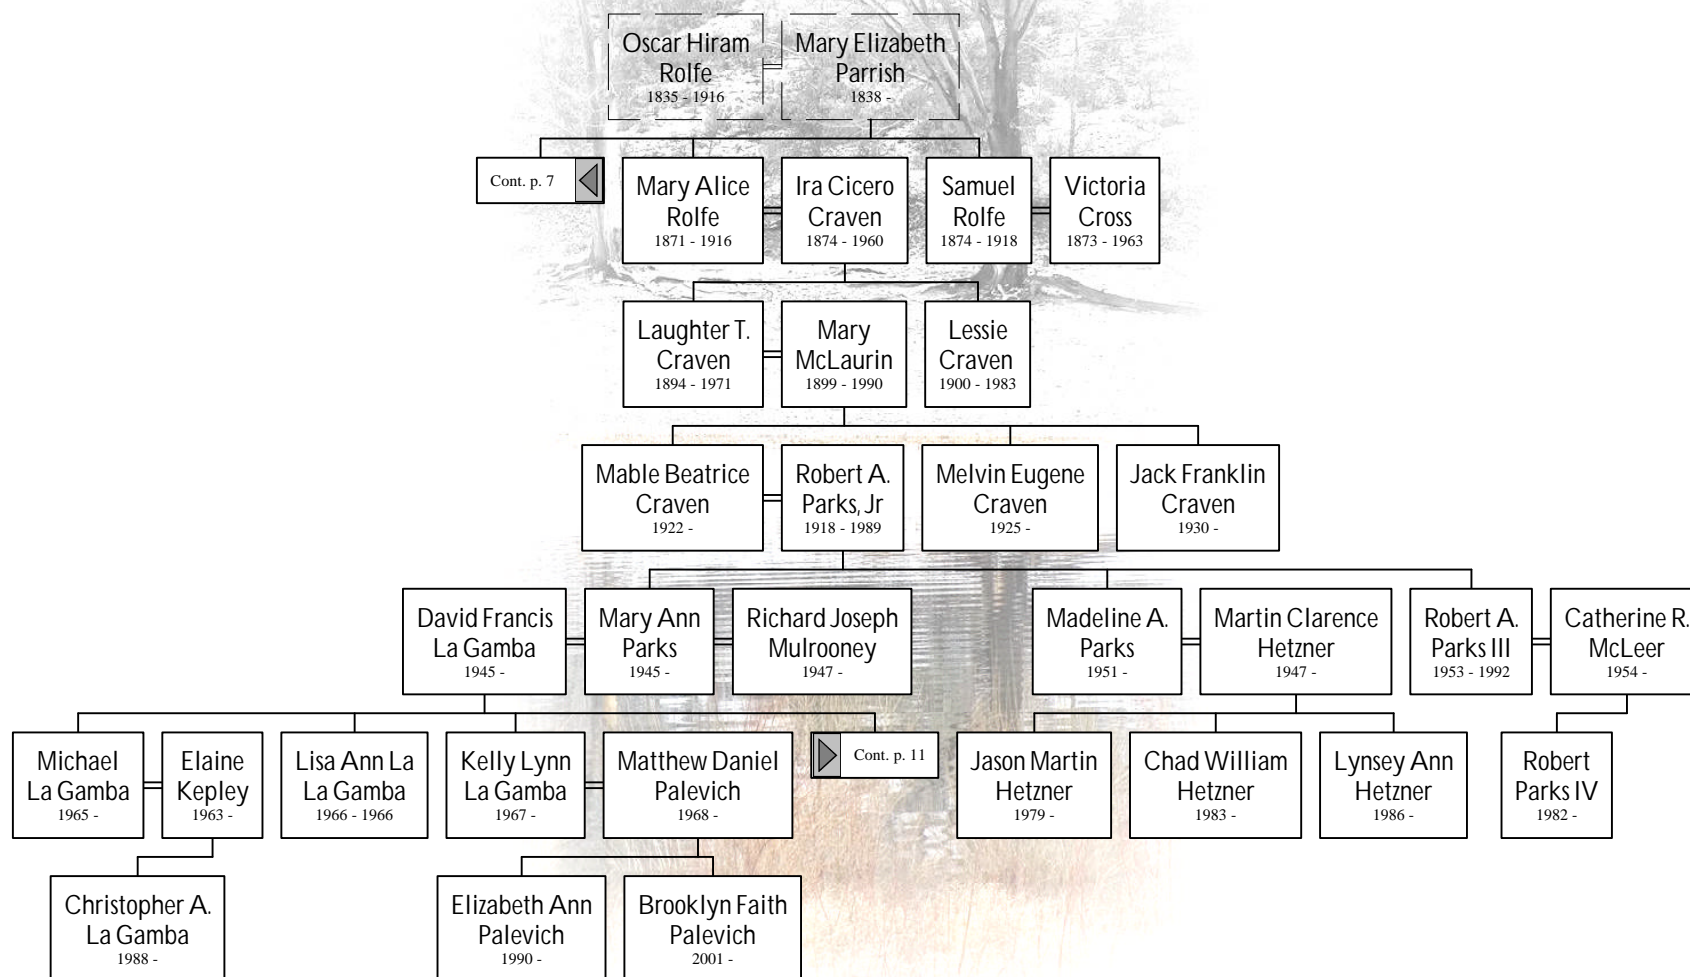 Oscar Hiram
Rolfe
1835 - 1916
Mary Elizabeth
Parrish
1838 -
Cont. p. 7
Mary Alice
Rolfe
1871 - 1916
Ira Cicero
Craven
1874 - 1960
Samuel
Rolfe
1874 - 1918
Victoria
Cross
1873 - 1963
Laughter T.
Craven
1894 - 1971
Mary
McLaurin
1899 - 1990
Lessie
Craven
1900 - 1983
Mable Beatrice
Craven
1922 -
Robert A.
Parks, Jr
1918 - 1989
Melvin Eugene
Craven
1925 -
Jack Franklin
Craven
1930 -
David Francis
La Gamba
1945 -
Mary Ann
Parks
1945 -
Richard Joseph
Mulrooney
1947 -
Madeline A.
Parks
1951 -
Martin Clarence
Hetzner
1947 -
Robert A.
Parks III
1953 - 1992
Catherine R.
McLeer
1954 -
Michael
La Gamba
1965 -
Elaine
Kepley
1963 -
Lisa Ann La
La Gamba
1966 - 1966
Kelly Lynn
La Gamba
1967 -
Matthew Daniel
Palevich
1968 -
Cont. p. 11
Jason Martin
Hetzner
1979 -
Chad William
Hetzner
1983 -
Lynsey Ann
Hetzner
1986 -
Robert
Parks IV
1982 -
Christopher A.
La Gamba
1988 -
Elizabeth Ann
Palevich
1990 -
Brooklyn Faith
Palevich
2001 -